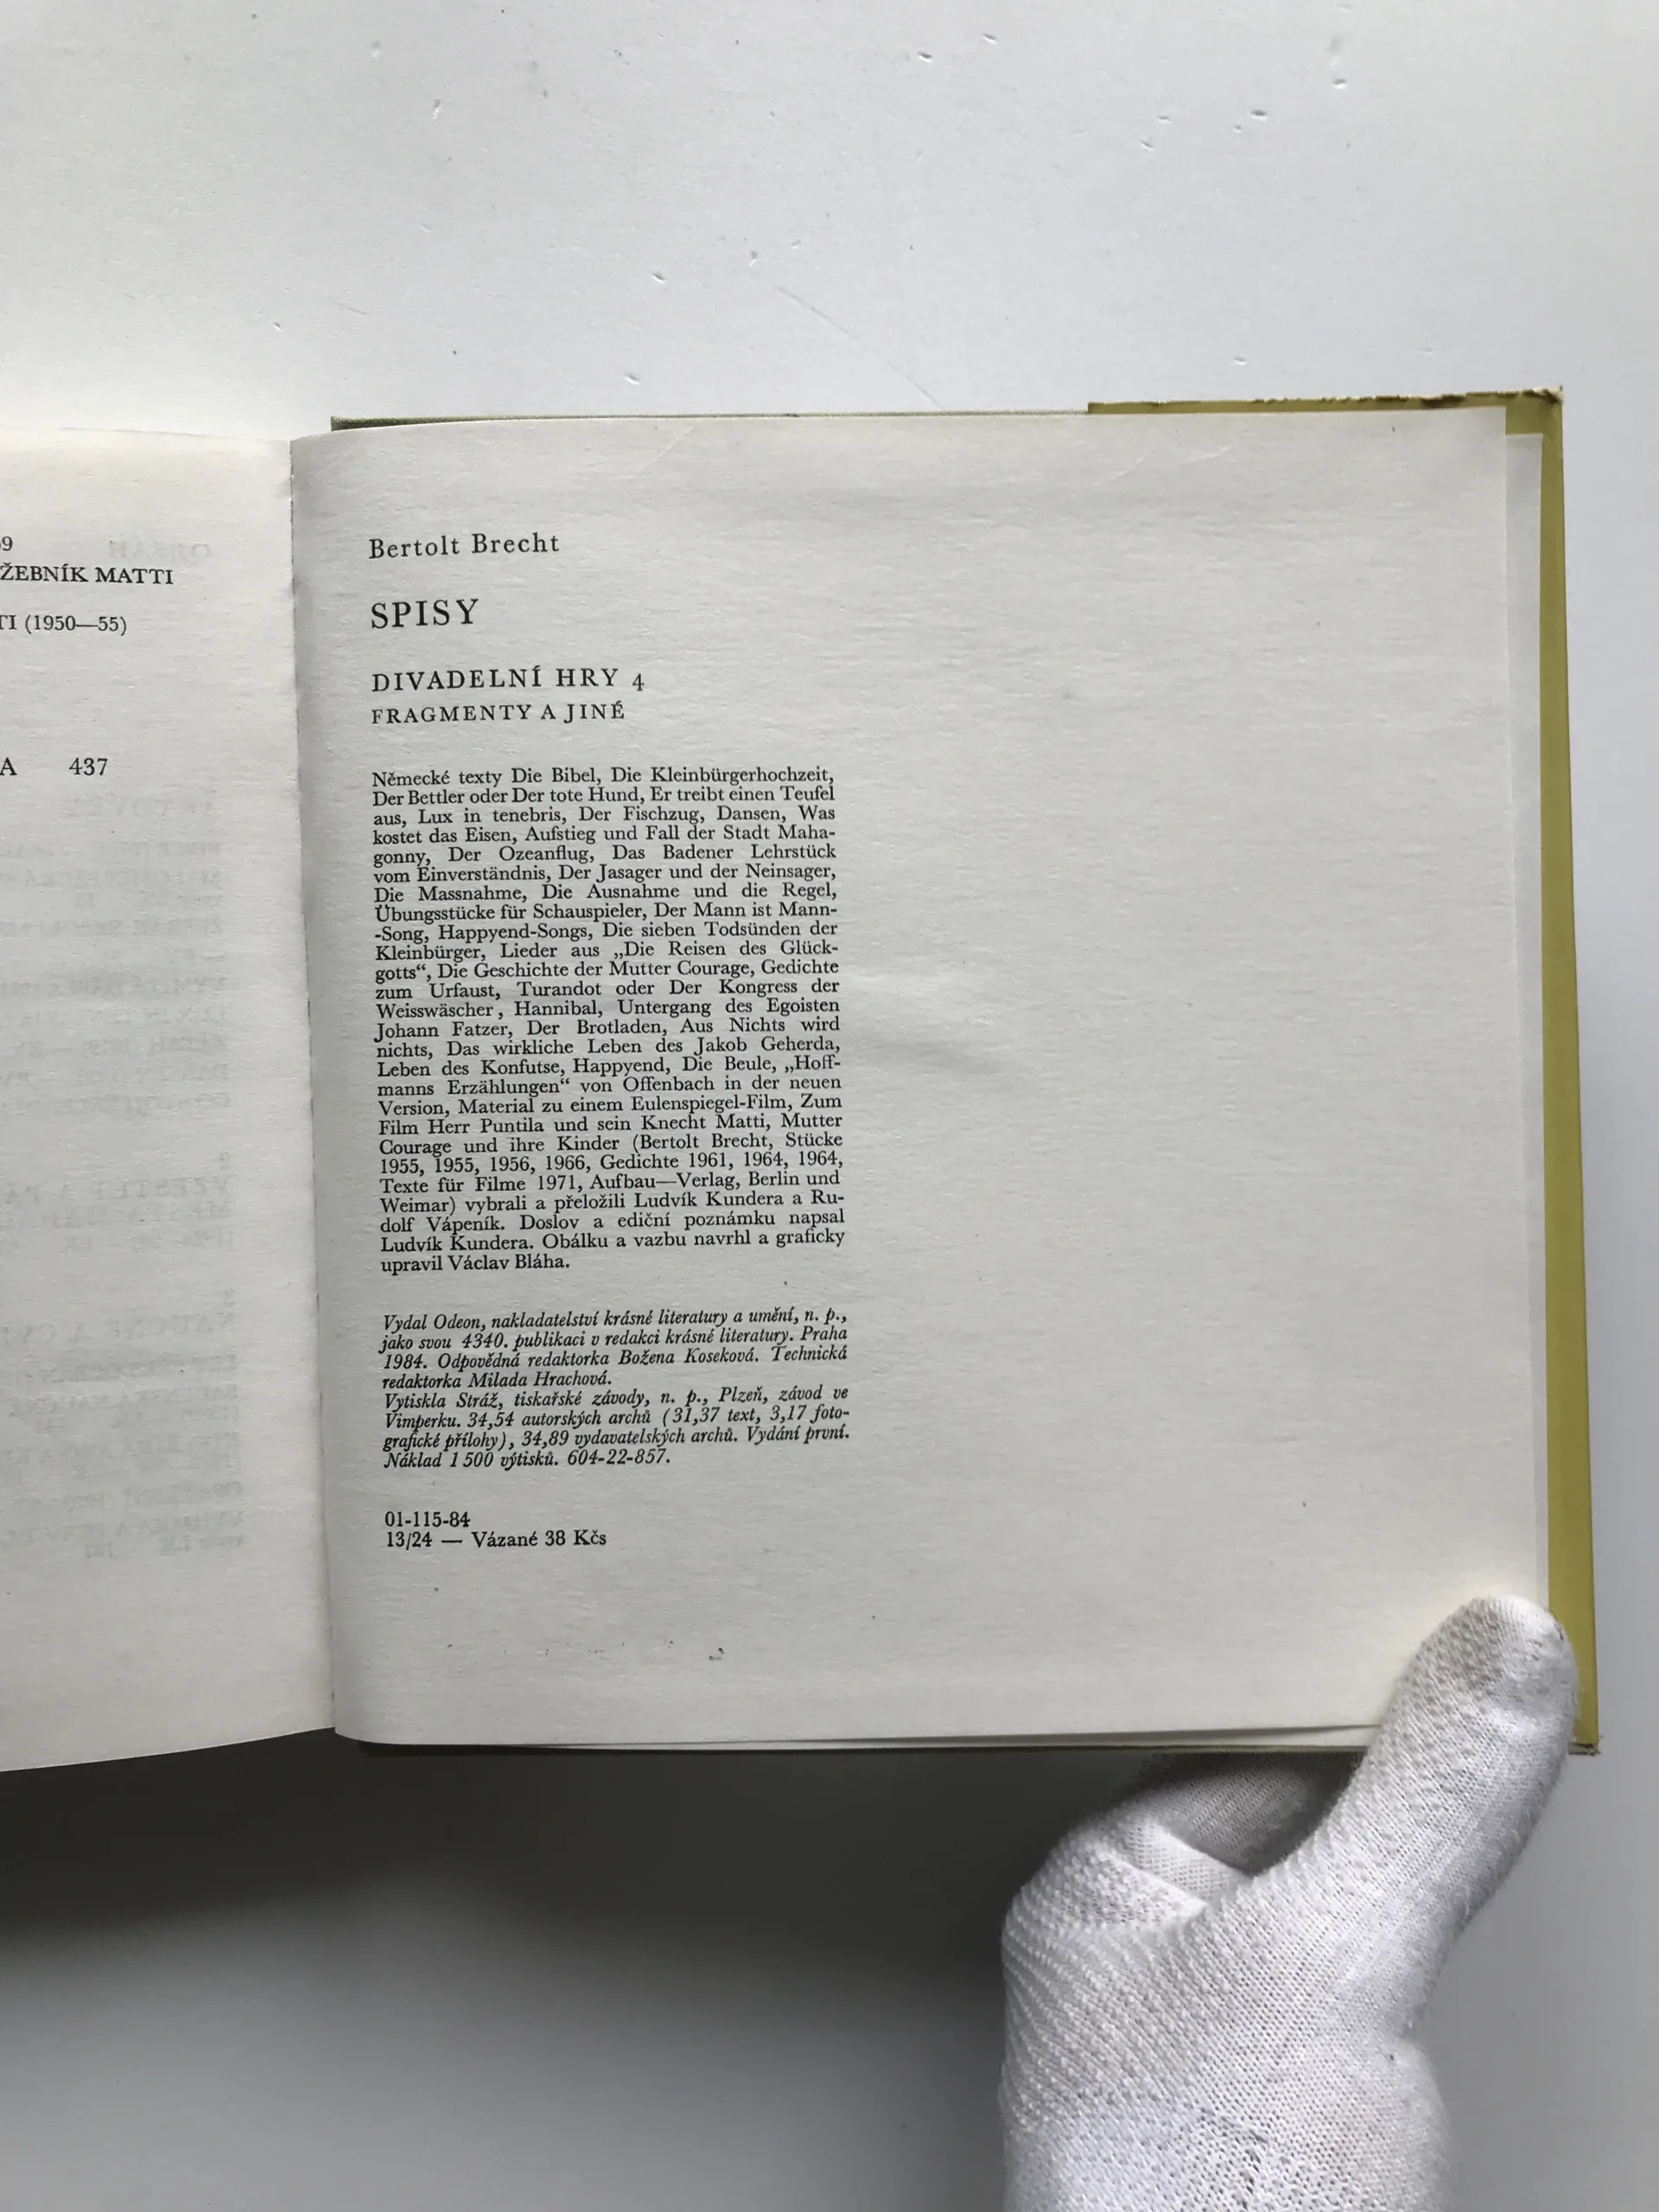 ŽEBNÍK MATTI
TI (1950—55)
A 437
Bertolt Brecht
SPISY
DIVADELNÍ HRY 4
FRAGMENTY A JINÉ
Německé texty Die Bibel, Die Kleinbürgerhochzeit,
Der Bettler oder Der tote Hund, Er treibt einen Teufel
aus, Lux in tenebris, Der Fischzug, Dansen, Was
kostet das Eisen, Aufstieg und Fall der Stadt Maha-
gonny, Der Ozeanflug, Das Badener Lehrstück
vom Einverständnis, Der Jasager und der Neinsager,
Die Massnahme, Die Ausnahme und die Regel,
Übungsstücke für Schauspieler, Der Mann ist Mann-
-Song, Happyend-Songs, Die sieben Todsünden der
Kleinbürger, Lieder aus „Die Reisen des Glück-
gotts“, Die Geschichte der Mutter Courage, Gedichte
zum Urfaust, Turandot oder Der Kongress der
Weisswäscher, Hannibal, Untergang des Egoisten
Johann Fatzer, Der Brotladen, Aus Nichts wird
nichts, Das wirkliche Leben des Jakob Geherda,
Leben des Konfutse, Happyend, Die Beule, „Hoff-
manns Erzählungen“ von Offenbach in der neuen
Version, Material zu einem Eulenspiegel-Film, Zum
Film Herr Puntila und sein Knecht Matti, Mutter
Courage und ihre Kinder (Bertolt Brecht, Stücke
1955, 1955, 1956, 1966, Gedichte 1961, 1964, 1964,
Texte für Filme 1971, Aufbau—Verlag, Berlin und
Weimar) vybrali a přeložili Ludvík Kundera a Ru-
dolf Vápeník. Doslov a ediční poznámku napsal
Ludvík Kundera. Obálku a vazbu navrhl a graficky
upravil Václav Bláha.
Vydal Odeon, nakladatelství krásné literatury a umění, n. p.,
jako svou 4340. publikaci v redakci krásné literatury. Praha
1984. Odpovědná redaktorka Božena Koseková. Technická
redaktorka Milada Hrachová.
Vytiskla Stráž, tiskařské závody, n. p., Plzeň, závod ve
Vimperku. 34,54 autorských archů (31,37 text, 3,17 foto-
grafické přílohy), 34,89 vydavatelských archů. Vydání první.
Náklad 1 500 výtisků. 604-22-857.
01-115-84
13/24 — Vázané 38 Kčs